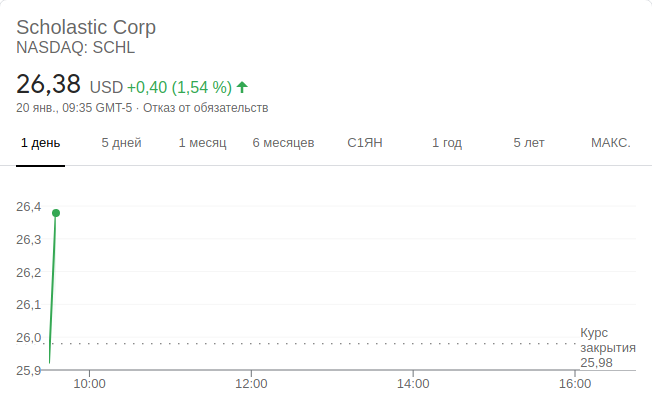 Scholastic Corp
NASDAQ: SCHL
26,38 USD +0,40 (1,54 %)
20 янв., 09:35 GMT-5 · Отказ от обязательств
1 день 5 дней 1 месяц 6 месяцев С1ЯН 1 год 5 лет МАКС.
26,4
26,3
26,2
26,1
26,0
Курс
закрытия
25,98
25,9
10:00 12:00 14:00 16:00